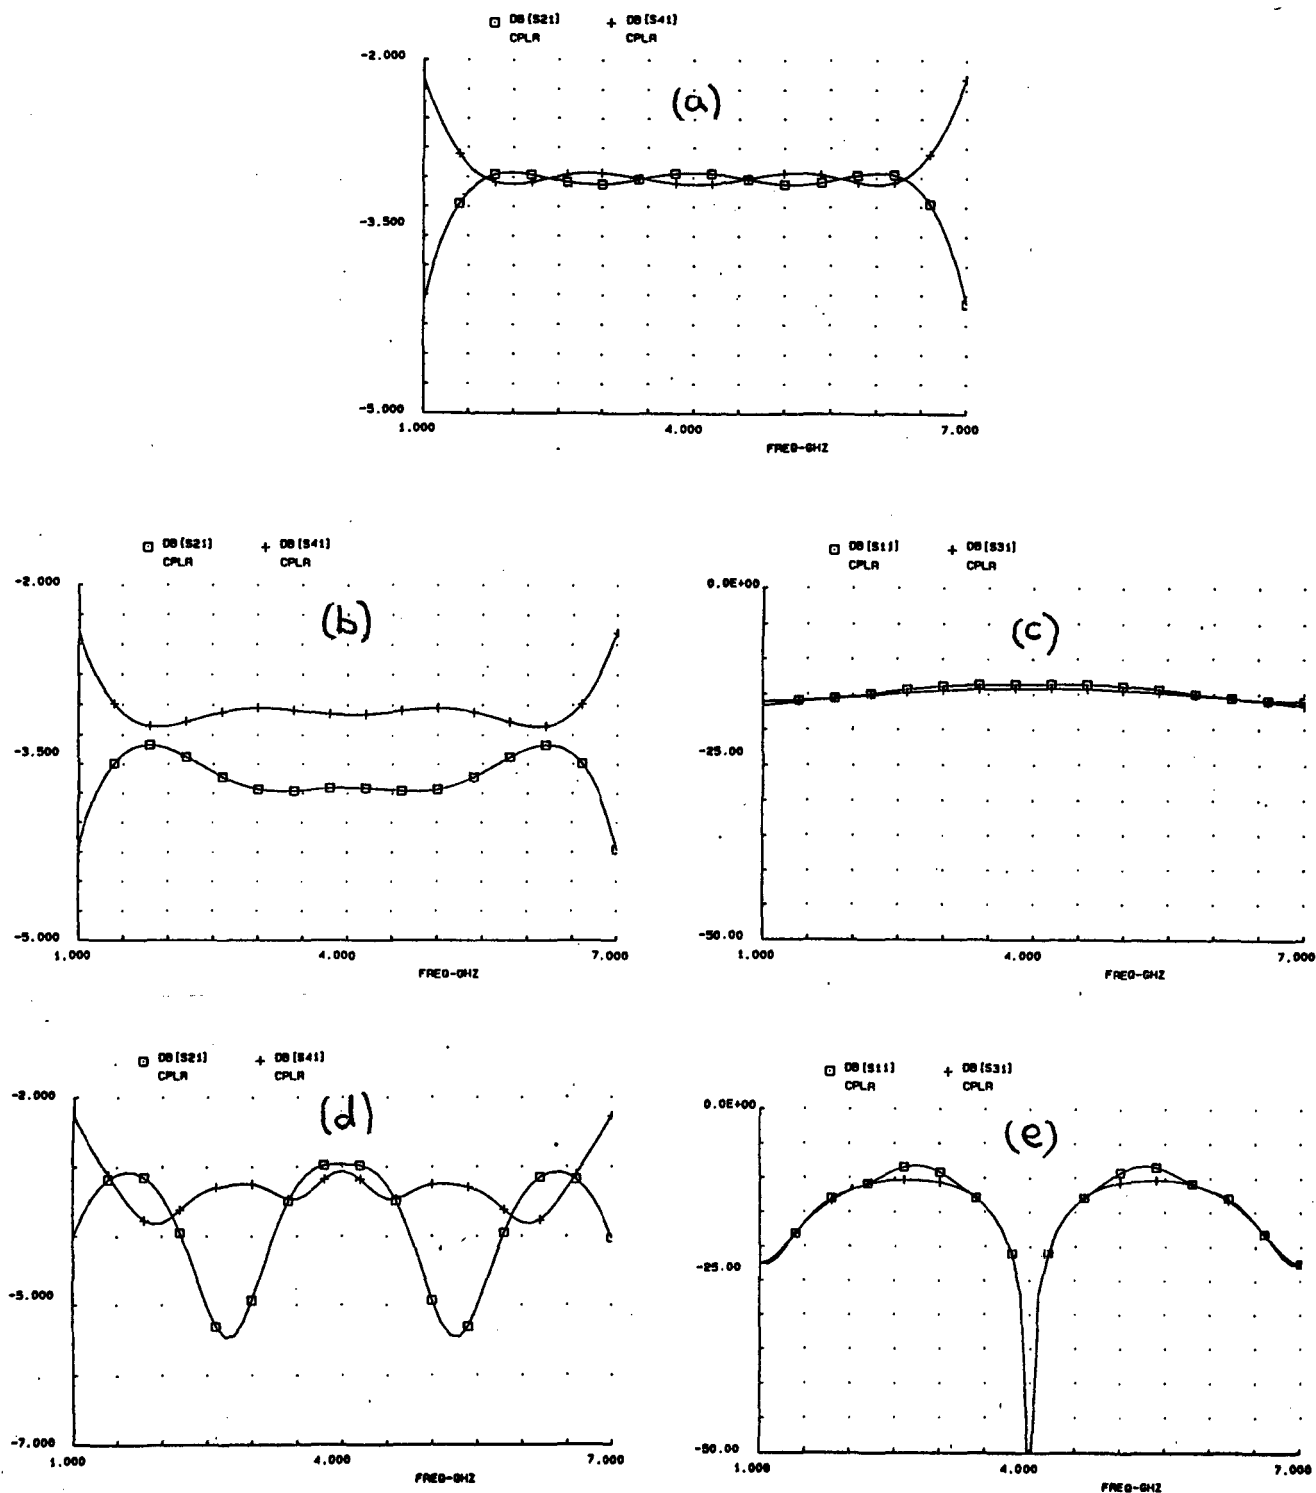 DB[S21] DB[S41]
CPLR CPLR
-2.000
(a)
-3.500
-5.000
1.000 4.000 7.000
FREQ-GHZ
DB[S21] DB[S41]
CPLR CPLR
-2.000
(b)
-3.500
-5.000
1.000 4.000 7.000
FREQ-GHZ
DB[S11] DB[S31]
CPLR CPLR
0.0E+00
(c)
-25.00
-50.00
1.000 4.000 7.000
FREQ-GHZ
DB[S21] DB[S41]
CPLR CPLR
-2.000
(d)
-5.000
-7.000
1.000 4.000 7.000
FREQ-GHZ
DB[S11] DB[S31]
CPLR CPLR
0.0E+00
(e)
-25.00
-50.00
1.000 4.000 7.000
FREQ-GHZ